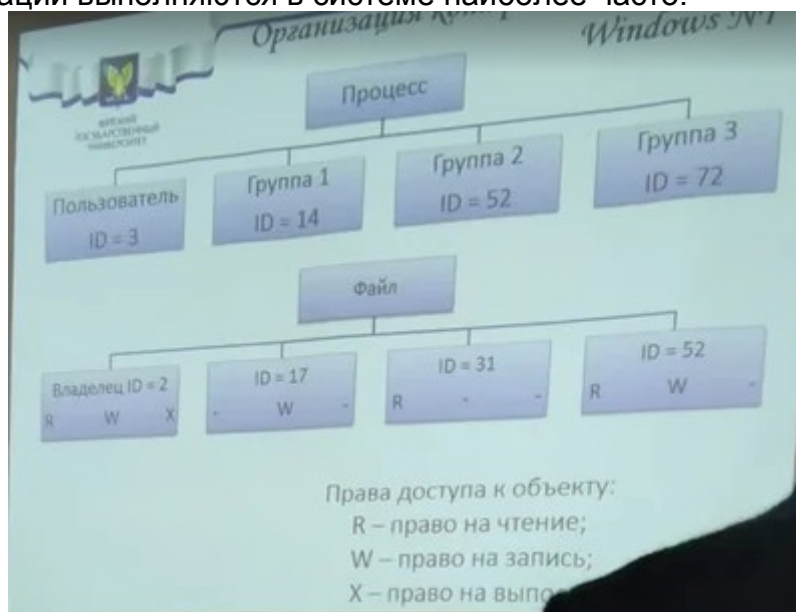 выполняются в системе наиболее часто.
Организация
Windows NT
ГОСУДАРСТВЕННЫЙ
УНИВЕРСИТЕТ
Процесс
Пользователь
ID = 3
Группа 1
ID = 14
Группа 2
ID = 52
Группа 3
ID = 72
Файл
Владелец ID = 2
R W X
ID = 17
- W -
ID = 31
R - -
ID = 52
R W -
Права доступа к объекту:
R – право на чтение;
W – право на запись;
X – право на